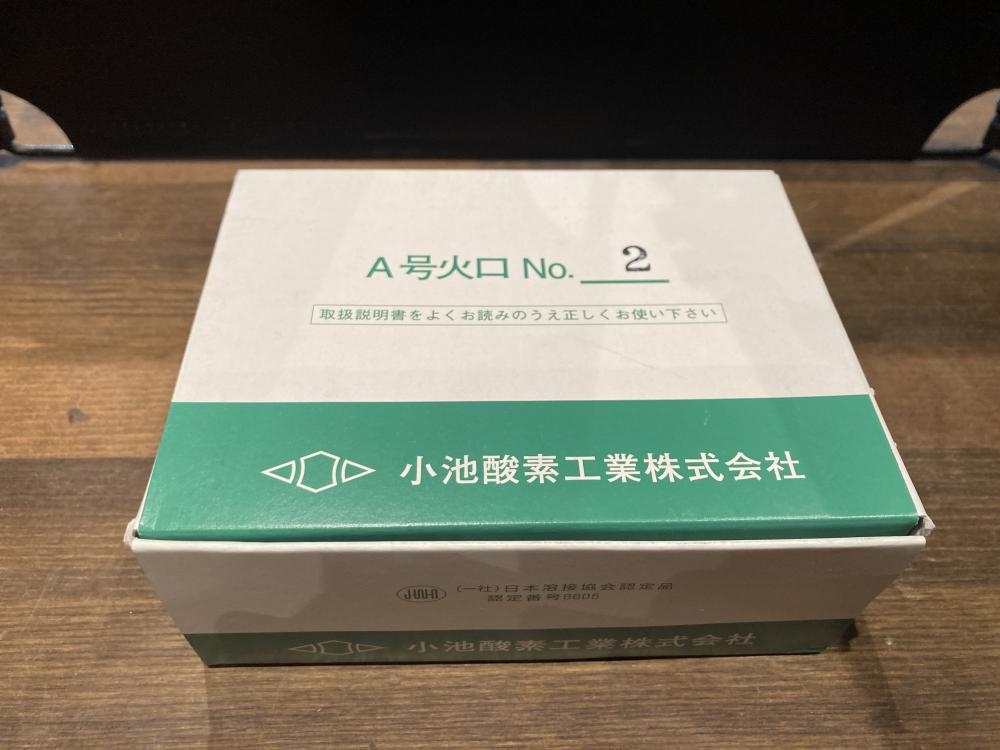 A号火口 No. 2
取扱説明書をよくお読みのうえ正しくお使い下さい
小池酸素工業株式会社
(一社)日本溶接協会認定品
認定番号8605
小池酸素工業株式会社